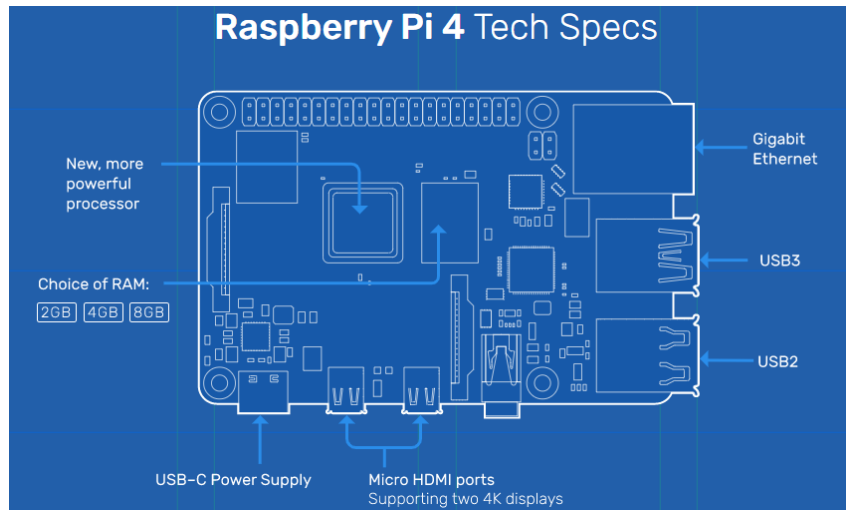 Raspberry Pi 4 Tech Specs
New, more
powerful
processor
Choice of RAM:
2GB 4GB 8GB
Gigabit
Ethernet
USB3
USB2
USB-C Power Supply
Micro HDMI ports
Supporting two 4K displays